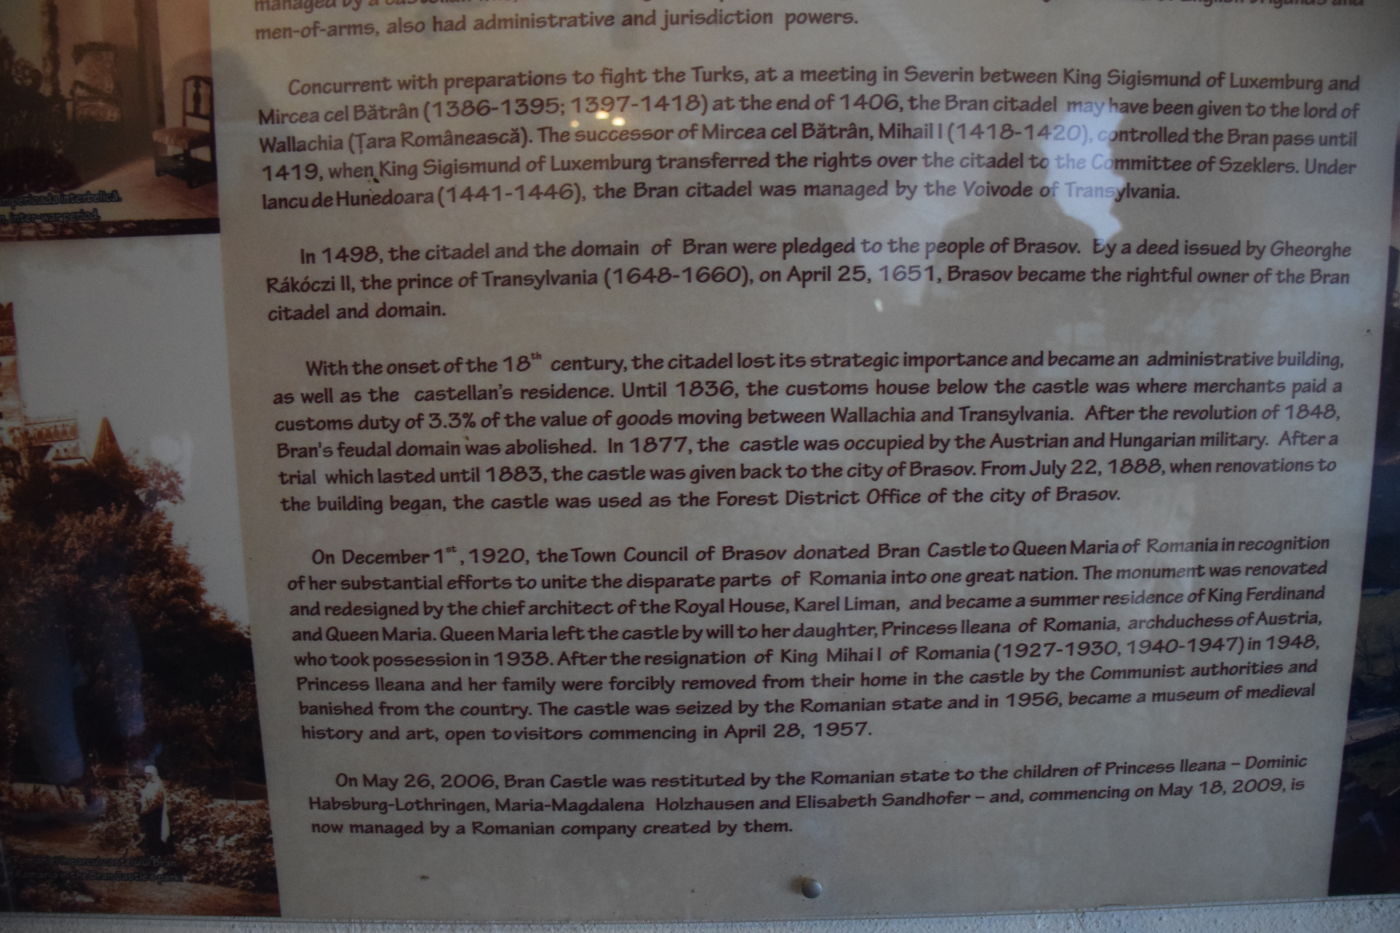 managed by a
men-of-arms, also had administrative and jurisdiction powers.
Concurrent with preparations to fight the Turks, at a meeting in Severin between King Sigismund of Luxemburg and
Mircea cel Bătrân (1386-1395; 1397-1418) at the end of 1406, the Bran citadel may have been given to the lord of
Wallachia (Țara Românească). The successor of Mircea cel Bătrân, Mihail I (1418-1420), controlled the Bran pass until
1419, when King Sigismund of Luxemburg transferred the rights over the citadel to the Committee of Szeklers. Under
Iancu de Hunedoara (1441-1446), the Bran citadel was managed by the Voivode of Transylvania.
In 1498, the citadel and the domain of Bran were pledged to the people of Brasov. By a deed issued by Gheorghe
Rákóczi II, the prince of Transylvania (1648-1660), on April 25, 1651, Brasov became the rightful owner of the Bran
citadel and domain.
With the onset of the 18th century, the citadel lost its strategic importance and became an administrative building,
as well as the castellan's residence. Until 1836, the customs house below the castle was where merchants paid a
customs duty of 3.3% of the value of goods moving between Wallachia and Transylvania. After the revolution of 1848,
Bran's feudal domain was abolished. In 1877, the castle was occupied by the Austrian and Hungarian military. After a
trial which lasted until 1883, the castle was given back to the city of Brasov. From July 22, 1888, when renovations to
the building began, the castle was used as the Forest District Office of the city of Brasov.
On December 1st, 1920, the Town Council of Brasov donated Bran Castle to Queen Maria of Romania in recognition
of her substantial efforts to unite the disparate parts of Romania into one great nation. The monument was renovated
and redesigned by the chief architect of the Royal House, Karel Liman, and became a summer residence of King Ferdinand
and Queen Maria. Queen Maria left the castle by will to her daughter, Princess Ileana of Romania, archduchess of Austria,
who took possession in 1938. After the resignation of King Mihai I of Romania (1927-1930, 1940-1947) in 1948,
Princess Ileana and her family were forcibly removed from their home in the castle by the Communist authorities and
banished from the country. The castle was seized by the Romanian state and in 1956, became a museum of medieval
history and art, open to visitors commencing in April 28, 1957.
On May 26, 2006, Bran Castle was restituted by the Romanian state to the children of Princess Ileana – Dominic
Habsburg-Lothringen, Maria-Magdalena Holzhausen and Elisabeth Sandhofer – and, commencing on May 18, 2009, is
now managed by a Romanian company created by them.
perioada interbelică.
inter-war period.